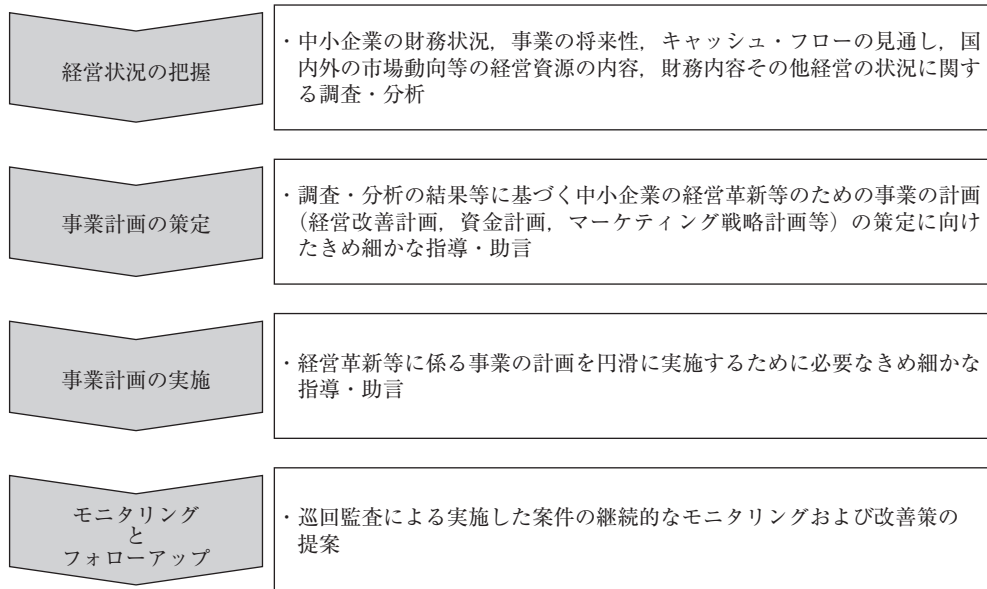 経営状況の把握
・中小企業の財務状況，事業の将来性，キャッシュ・フローの見通し，国
内外の市場動向等の経営資源の内容，財務内容その他経営の状況に関す
る調査・分析
事業計画の策定
・調査・分析の結果等に基づく中小企業の経営革新等のための事業の計画
（経営改善計画，資金計画，マーケティング戦略計画等）の策定に向け
たきめ細かな指導・助言
事業計画の実施
・経営革新等に係る事業の計画を円滑に実施するために必要なきめ細かな
指導・助言
モニタリング
と
フォローアップ
・巡回監査による実施した案件の継続的なモニタリングおよび改善策の
提案